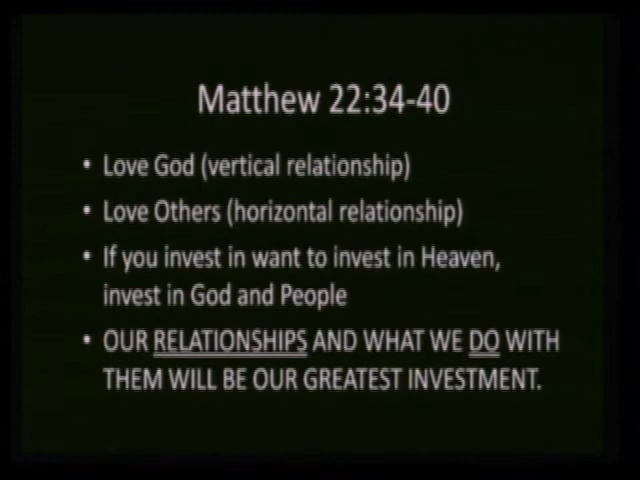 Matthew 22:34-40
• Love God (vertical relationship)
• Love Others (horizontal relationship)
• If you invest in want to invest in Heaven,
invest in God and People
• OUR RELATIONSHIPS AND WHAT WE DO WITH
THEM WILL BE OUR GREATEST INVESTMENT.